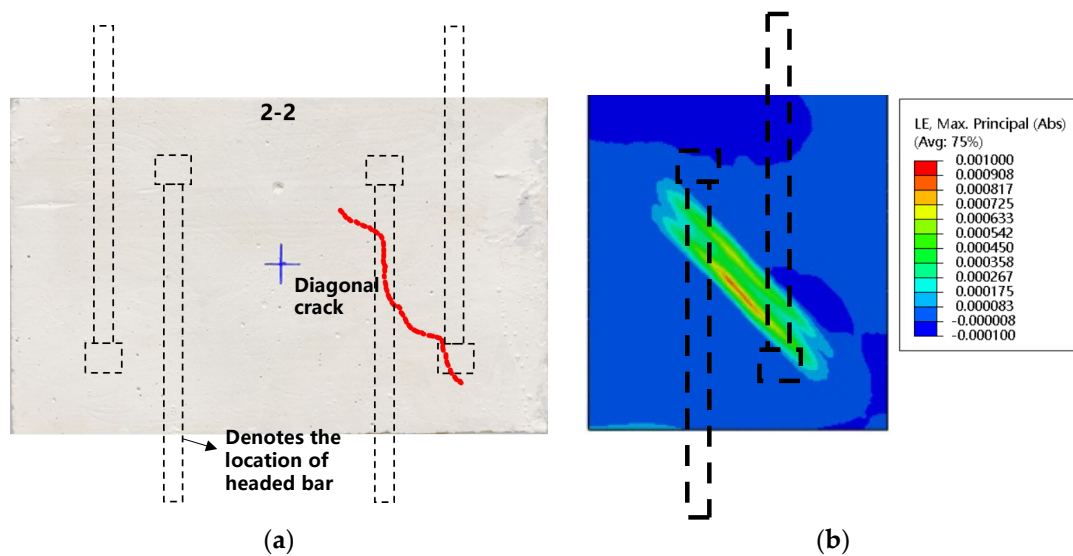 2-2
Diagonal
crack
Denotes the
location of
headed bar
(a)
LE, Max. Principal (Abs)
(Avg: 75%)
0.001000
0.000908
0.000817
0.000725
0.000633
0.000542
0.000450
0.000358
0.000267
0.000175
0.000083
-0.000008
-0.000100
(b)